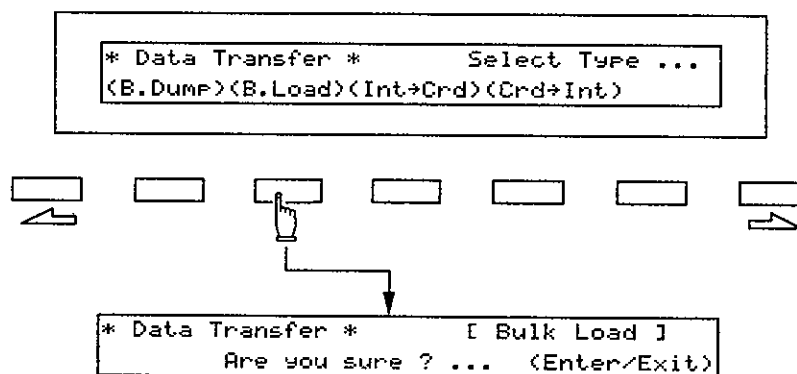 * Data Transfer * Select Type ...
(B.Dump)(B.Load)(Int→Crd)(Crd→Int)
* Data Transfer * [ Bulk Load ]
Are you sure ? ... (Enter/Exit)